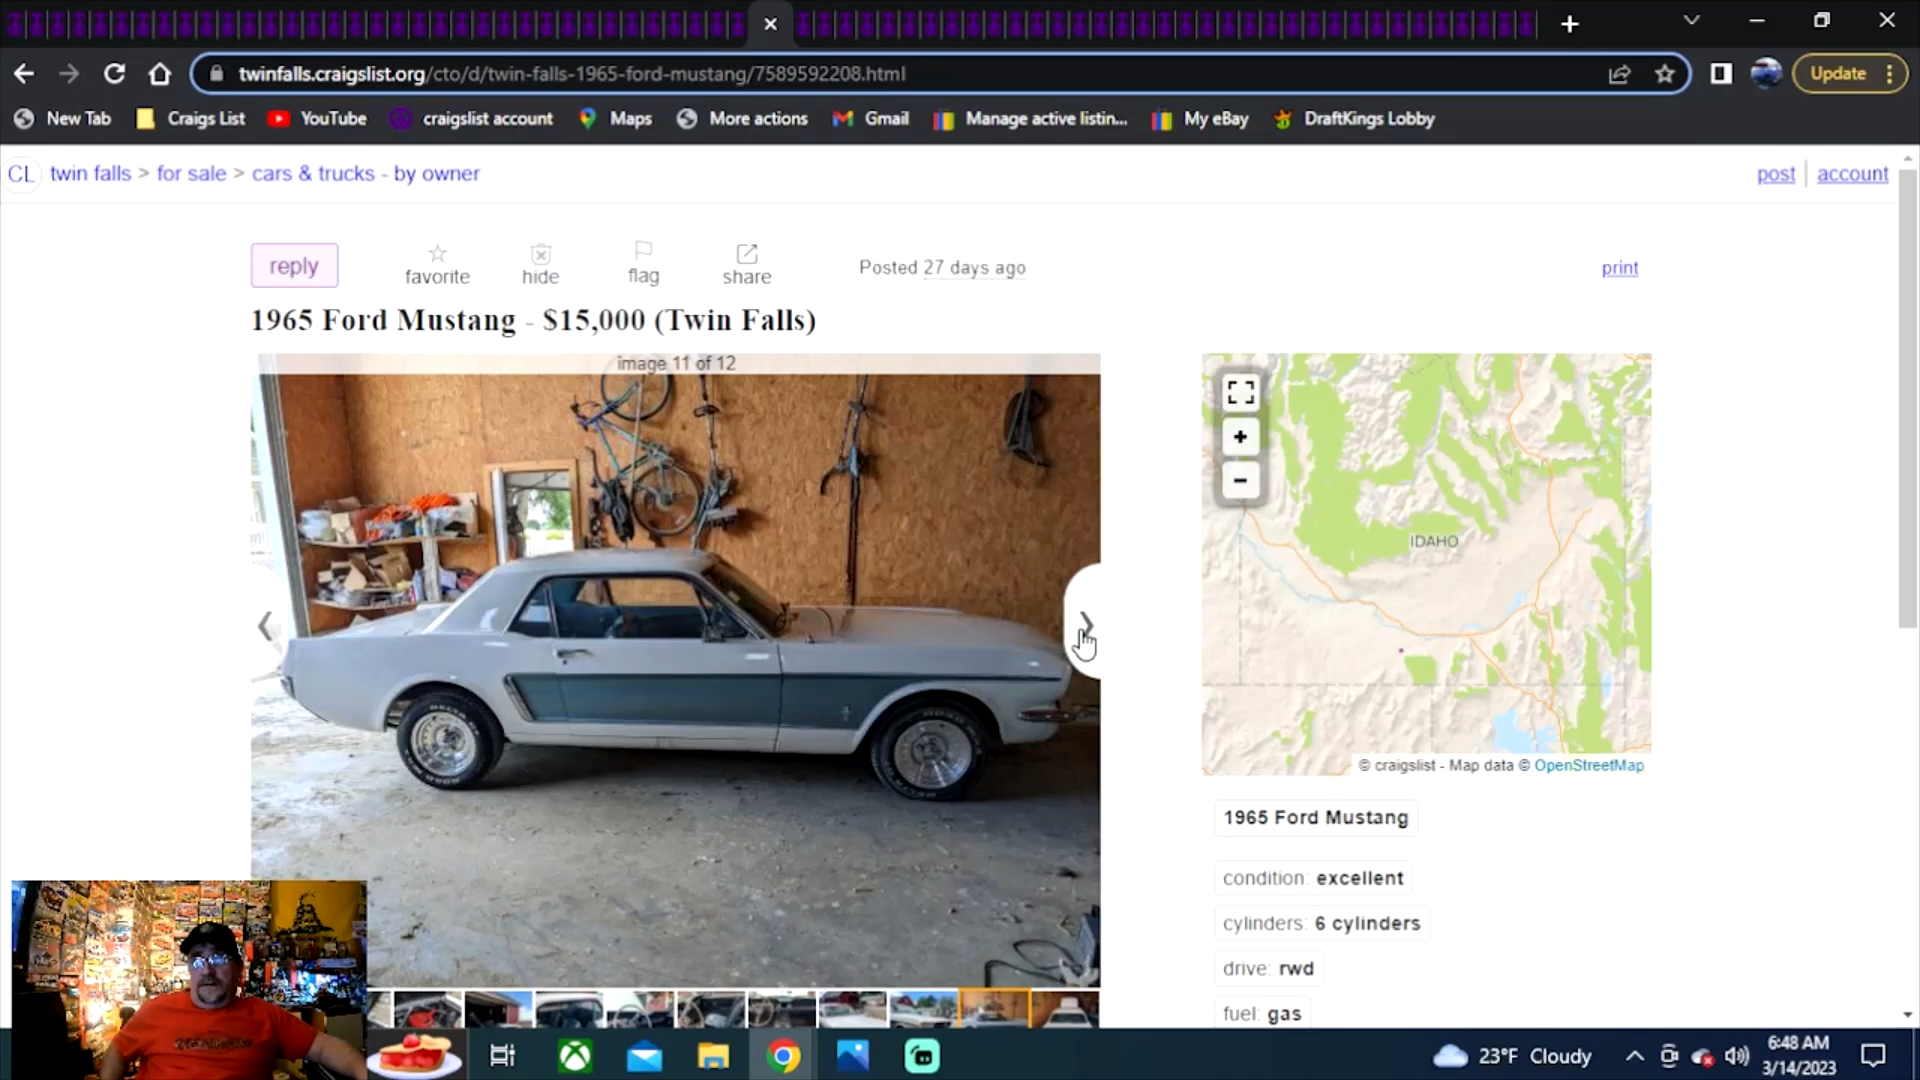 twinfalls.craigslist.org/cto/d/twin-falls-1965-ford-mustang/7589592208.html
Update
New Tab
Craigs List
YouTube
craigslist account
Maps
More actions
Gmail
Manage active listin...
My eBay
DraftKings Lobby
CL twin falls > for sale > cars & trucks - by owner
post
account
reply
favorite
hide
flag
share
Posted 27 days ago
print
1965 Ford Mustang - $15,000 (Twin Falls)
image 11 of 12
IDAHO
© craigslist - Map data © OpenStreetMap
1965 Ford Mustang
condition: excellent
cylinders: 6 cylinders
drive: rwd
fuel: gas
23°F Cloudy
6:48 AM
3/14/2023